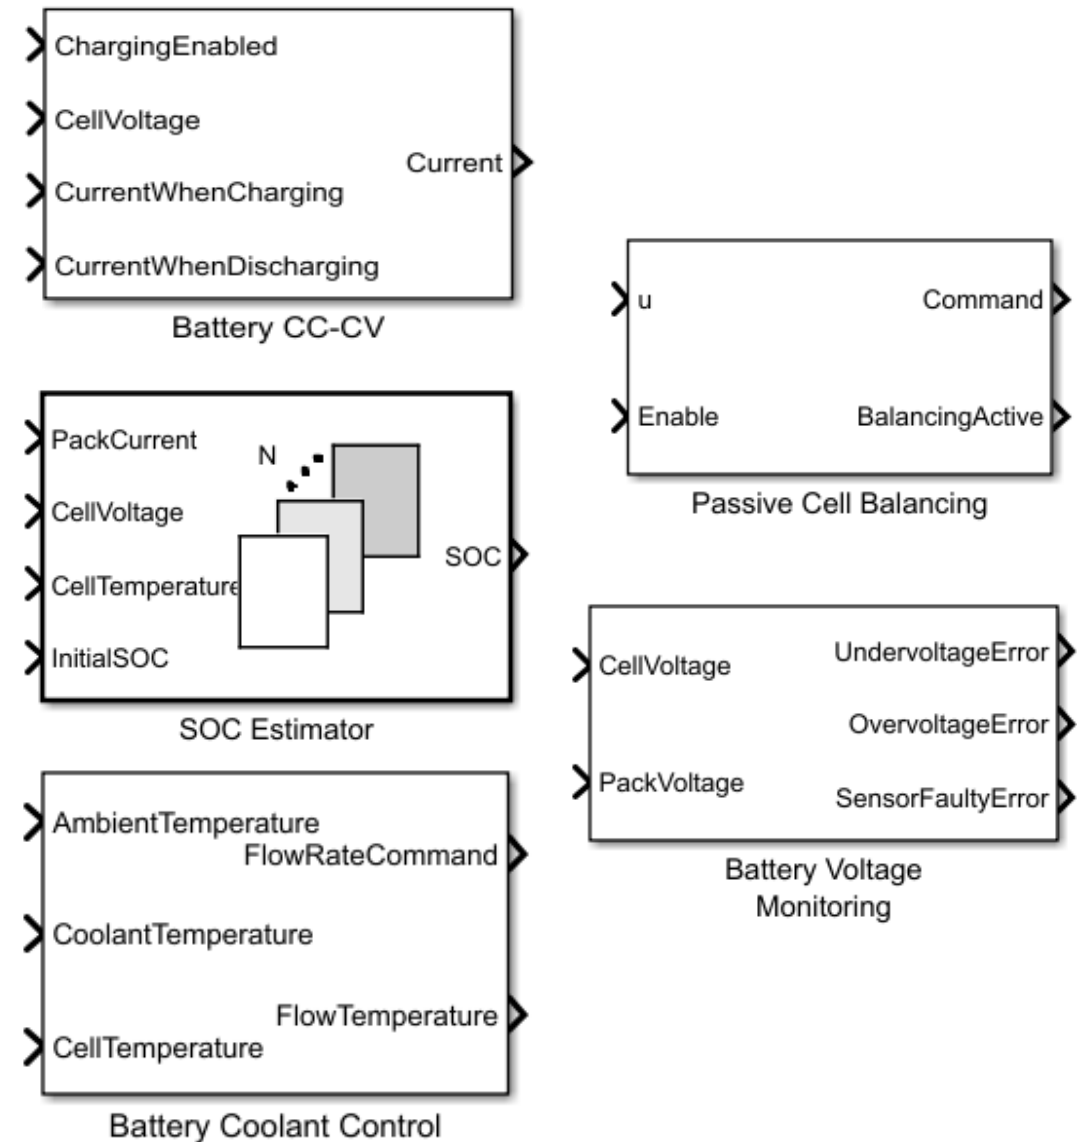 ChargingEnabled
CellVoltage
Current
CurrentWhenCharging
CurrentWhenDischarging
Battery CC-CV
u
Command
Enable
BalancingActive
Passive Cell Balancing
PackCurrent
N
CellVoltage
SOC
CellTemperature
InitialSOC
SOC Estimator
CellVoltage
UndervoltageError
OvervoltageError
PackVoltage
SensorFaultyError
Battery Voltage
Monitoring
AmbientTemperature
FlowRateCommand
CoolantTemperature
FlowTemperature
CellTemperature
Battery Coolant Control